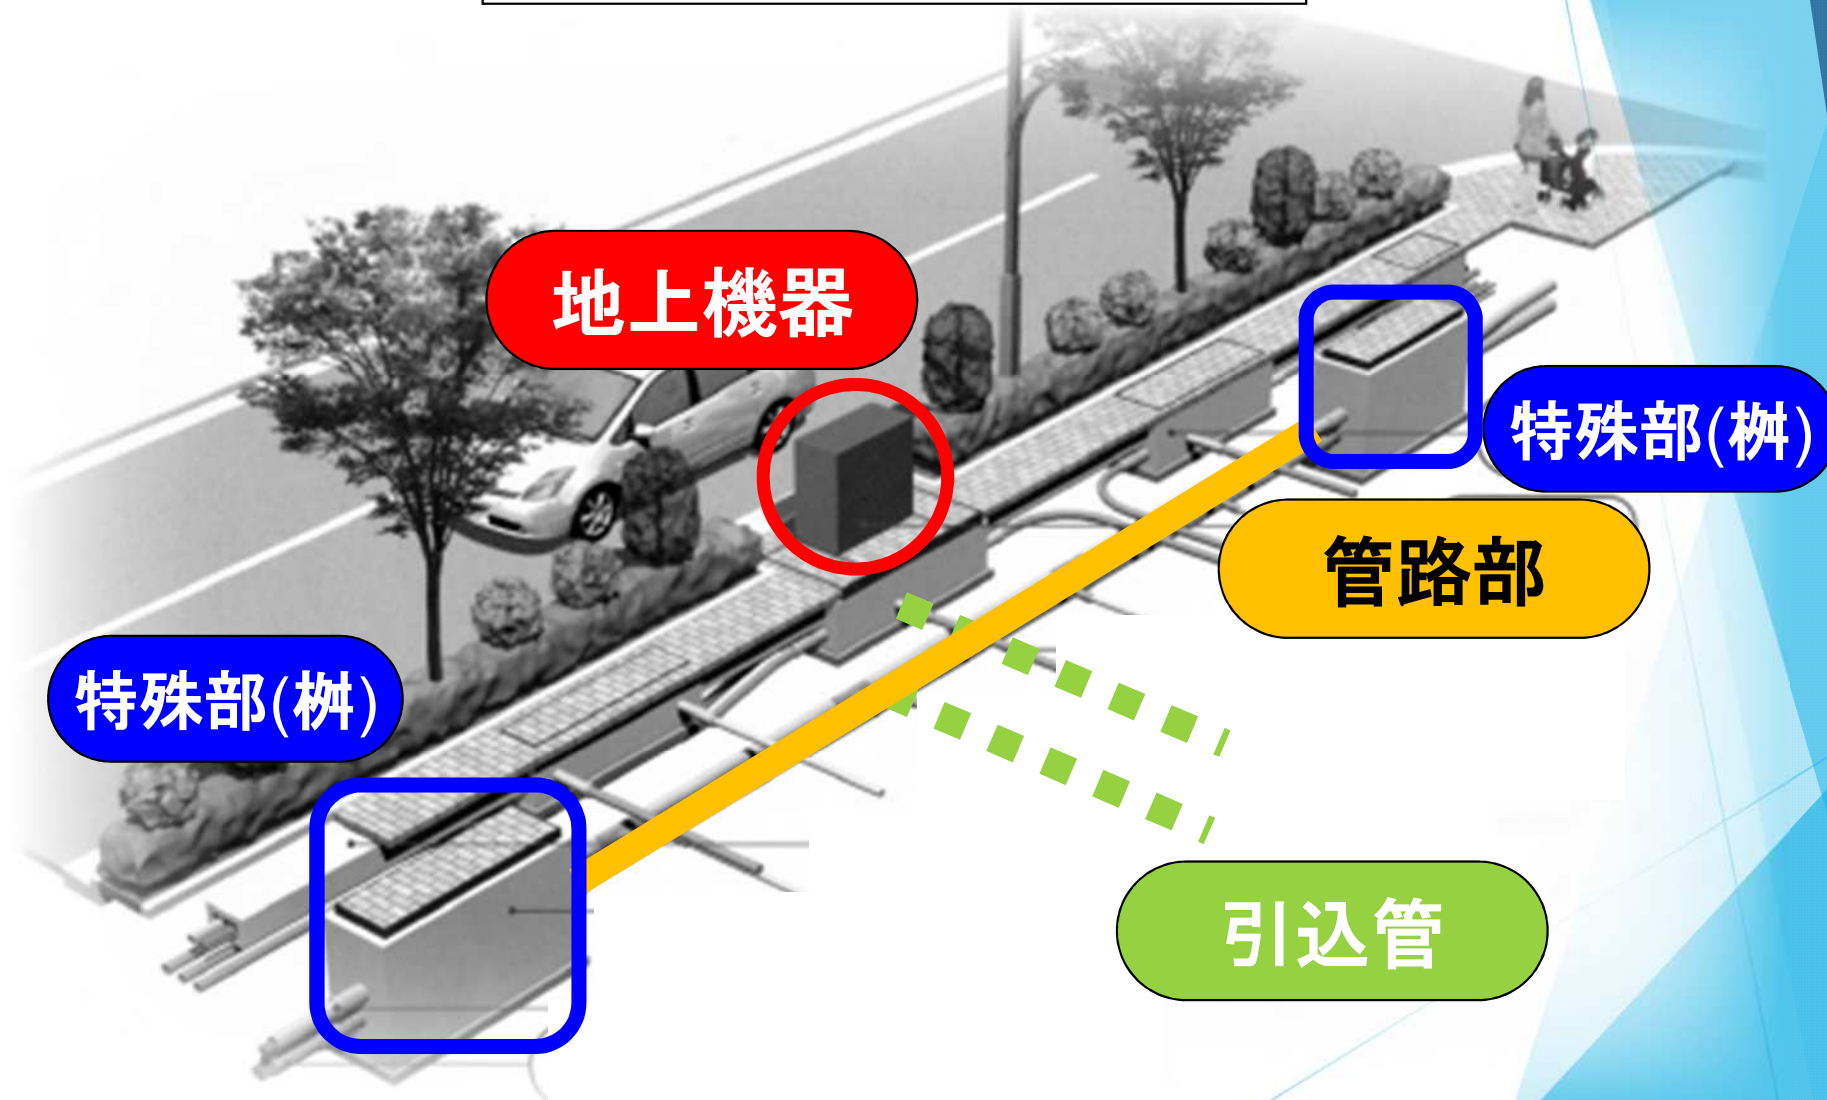 地上機器
特殊部(桝)
管路部
特殊部(桝)
引込管